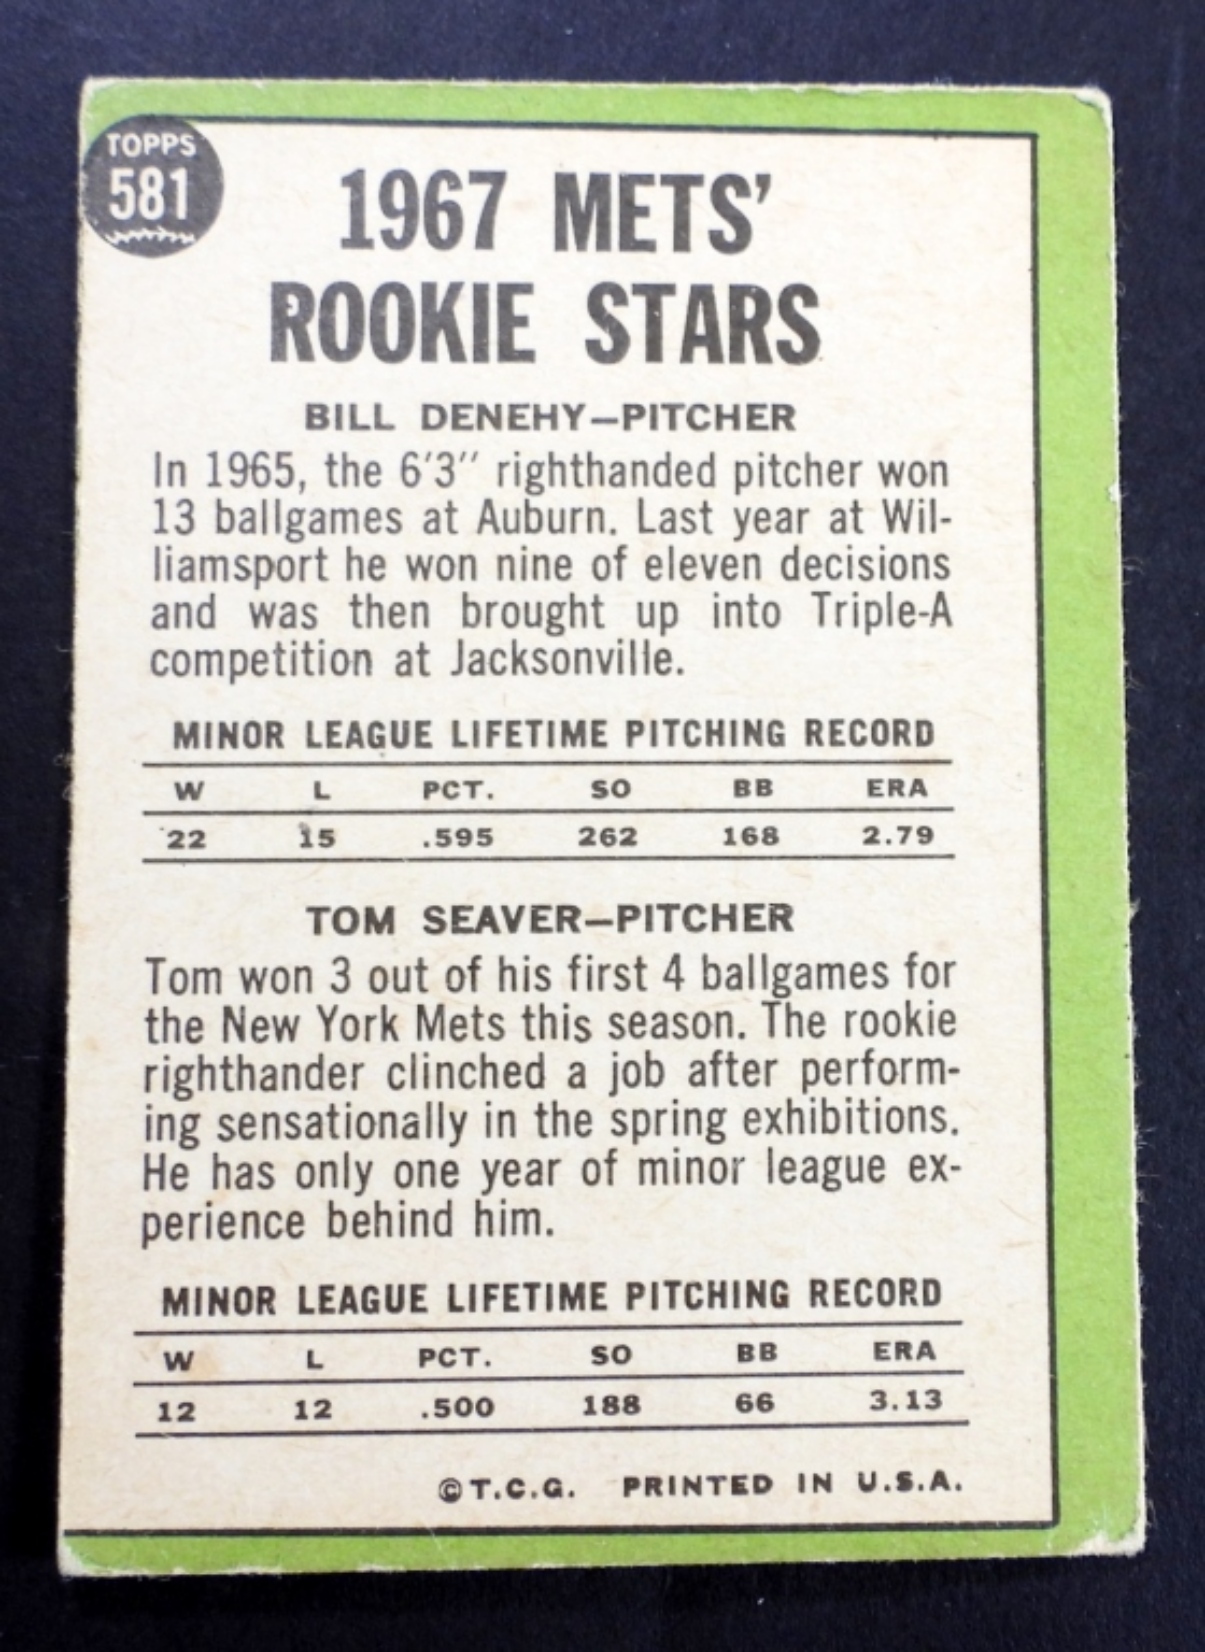 TOPPS
581
1967 METS’
ROOKIE STARS
BILL DENEHY—PITCHER
In 1965, the 6′3″ righthanded pitcher won
13 ballgames at Auburn. Last year at Wil-
liamsport he won nine of eleven decisions
and was then brought up into Triple-A
competition at Jacksonville.
MINOR LEAGUE LIFETIME PITCHING RECORD
W L PCT. SO BB ERA
22 15 .595 262 168 2.79
TOM SEAVER—PITCHER
Tom won 3 out of his first 4 ballgames for
the New York Mets this season. The rookie
righthander clinched a job after perform-
ing sensationally in the spring exhibitions.
He has only one year of minor league ex-
perience behind him.
MINOR LEAGUE LIFETIME PITCHING RECORD
W L PCT. SO BB ERA
12 12 .500 188 66 3.13
©T.C.G. PRINTED IN U.S.A.